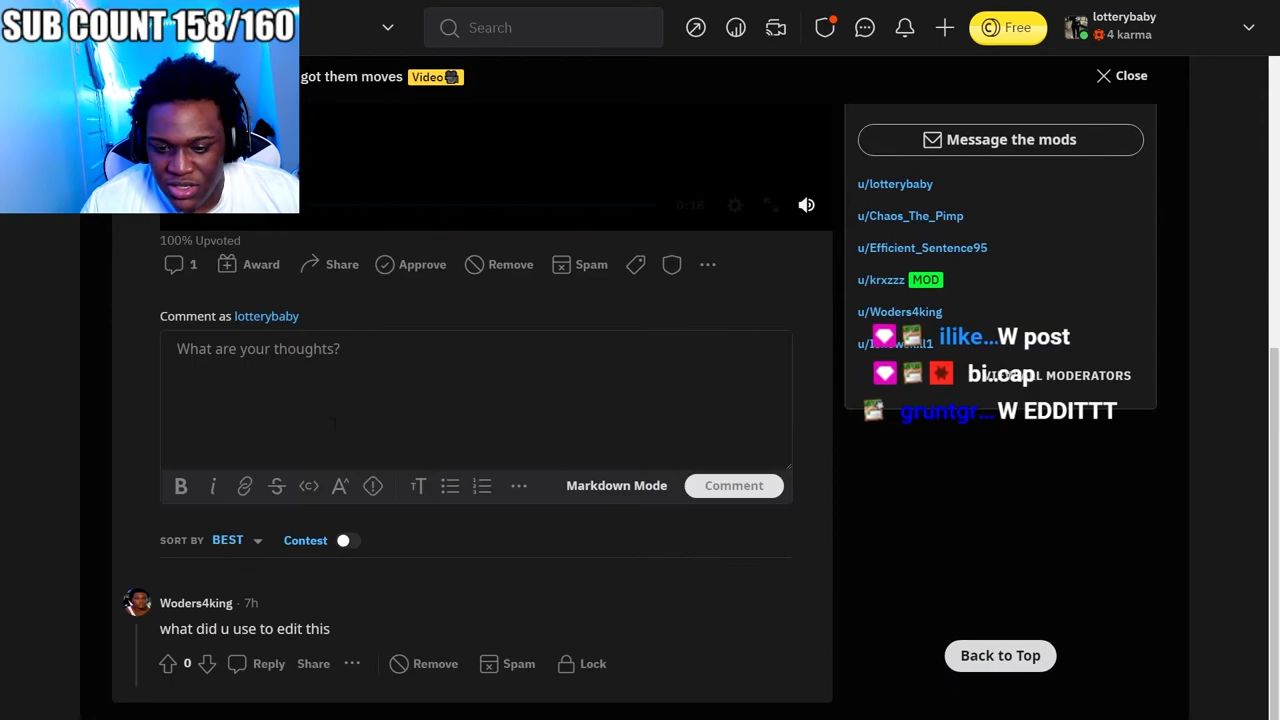 SUB COUNT 158/160
Search
Free
lotterybaby
4 karma
got them moves Video
Close
Message the mods
u/lotterybaby
u/Chaos_The_Pimp
u/Efficient_Sentence95
u/krxzzz MOD
u/Woders4king
ilike... W post
bi... cap
MODERATORS
gruntgr... W EDDITTT
0:18
100% Upvoted
1 Award Share Approve Remove Spam
Comment as lotterybaby
What are your thoughts?
Markdown Mode Comment
SORT BY BEST Contest
Woders4king · 7h
what did u use to edit this
0 Reply Share Remove Spam Lock
Back to Top